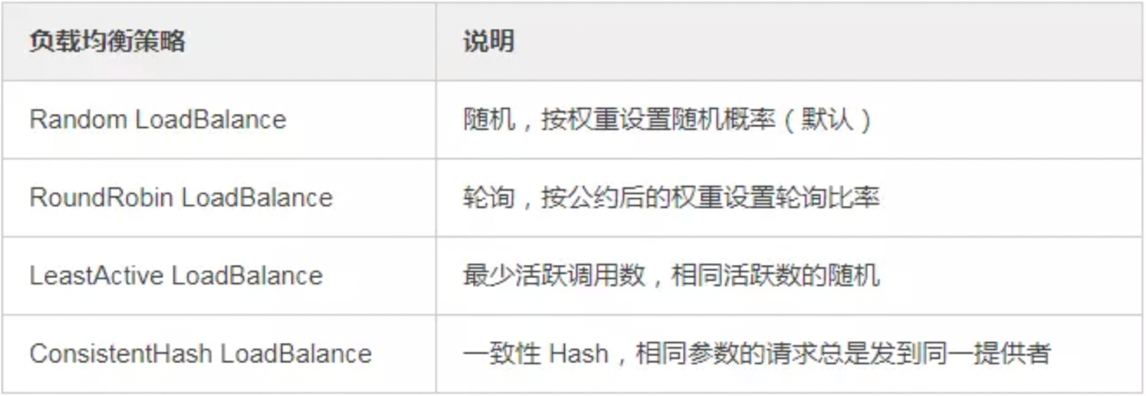 负载均衡策略 说明
Random LoadBalance 随机，按权重设置随机概率（默认）
RoundRobin LoadBalance 轮询，按公约后的权重设置轮询比率
LeastActive LoadBalance 最少活跃调用数，相同活跃数的随机
ConsistentHash LoadBalance 一致性 Hash，相同参数的请求总是发到同一提供者